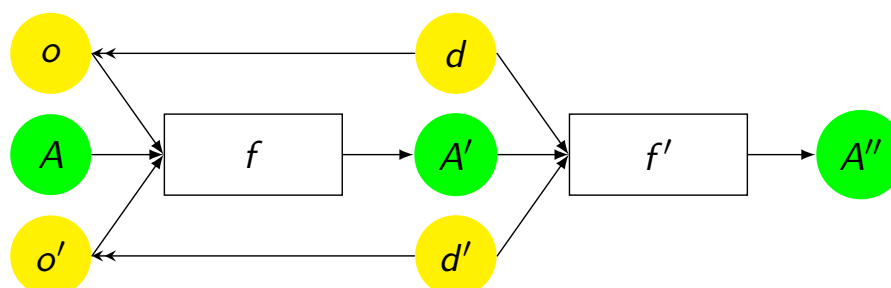 o d
A f A′ f′ A″
o′ d′